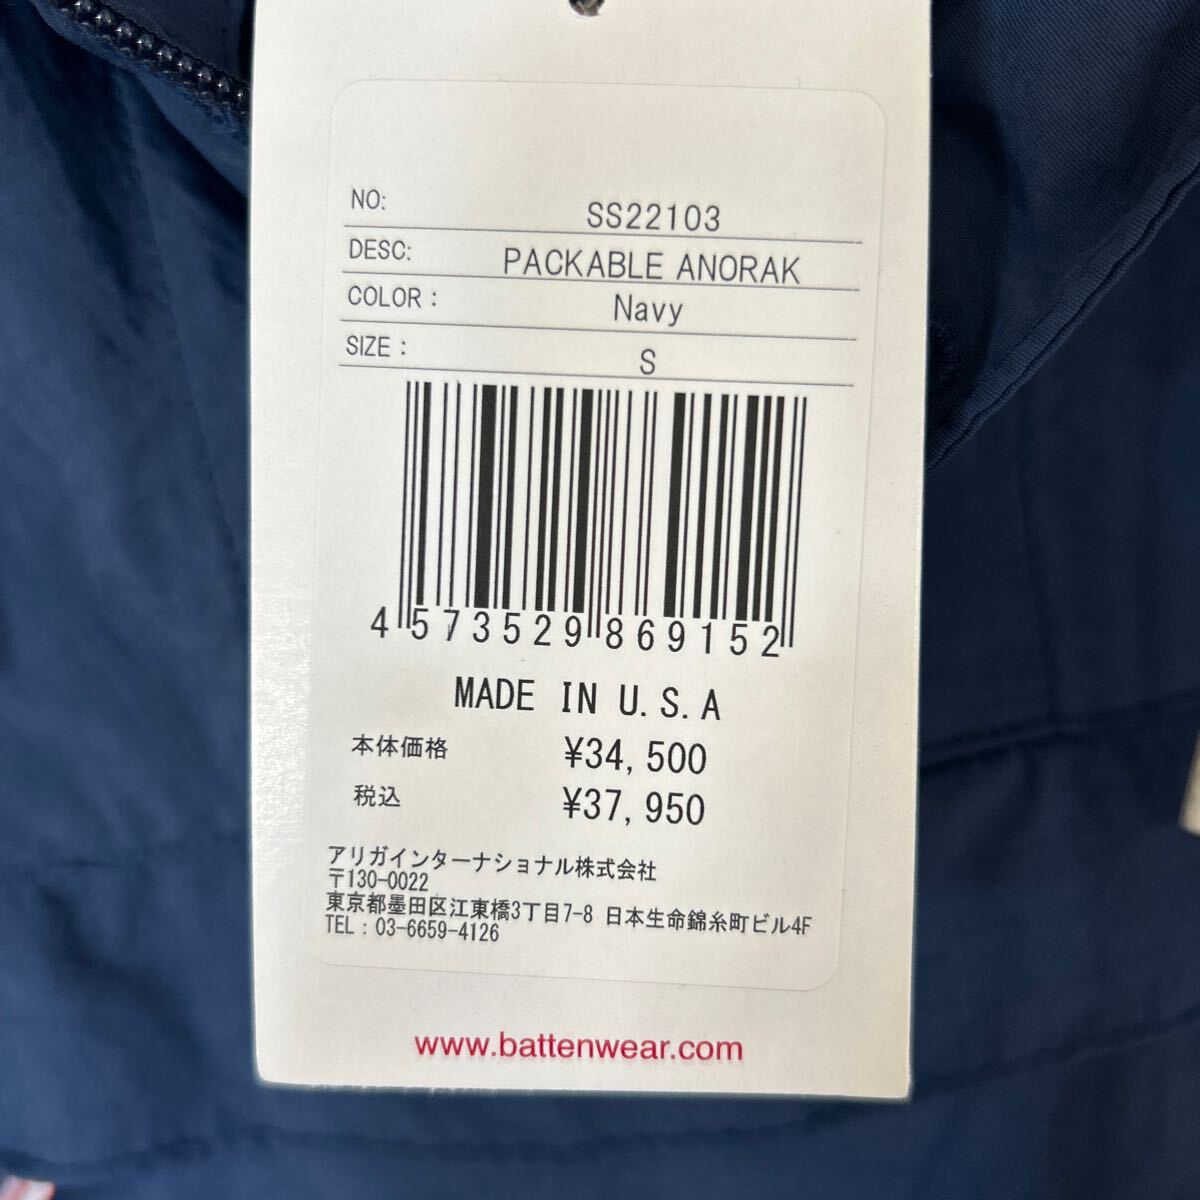 NO: SS22103
DESC: PACKABLE ANORAK
COLOR : Navy
SIZE : S
4 573529 869152
MADE IN U.S.A
本体価格 ¥34,500
税込 ¥37,950
アリガインターナショナル株式会社
〒130-0022
東京都墨田区江東橋3丁目7-8 日本生命錦糸町ビル4F
TEL : 03-6659-4126
www.battenwear.com